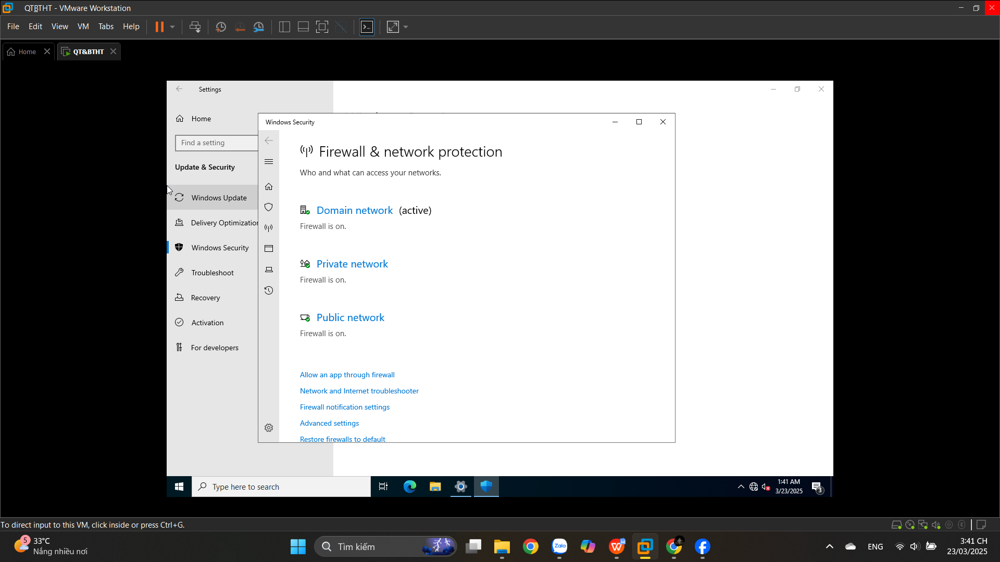 QTBTHT - VMware Workstation
File Edit View VM Tabs Help
Home QT&BTHT
Settings
Home
Find a setting
Update & Security
Windows Update
Delivery Optimization
Windows Security
Troubleshoot
Recovery
Activation
For developers
Windows Security
Firewall & network protection
Who and what can access your networks.
Domain network (active)
Firewall is on.
Private network
Firewall is on.
Public network
Firewall is on.
Allow an app through firewall
Network and Internet troubleshooter
Firewall notification settings
Advanced settings
Restore firewalls to default
Type here to search
1:41 AM
3/23/2025
3
To direct input to this VM, click inside or press Ctrl+G.
5
33°C
Nắng nhiều nơi
Tìm kiếm
Zalo
ENG
3:41 CH
23/03/2025